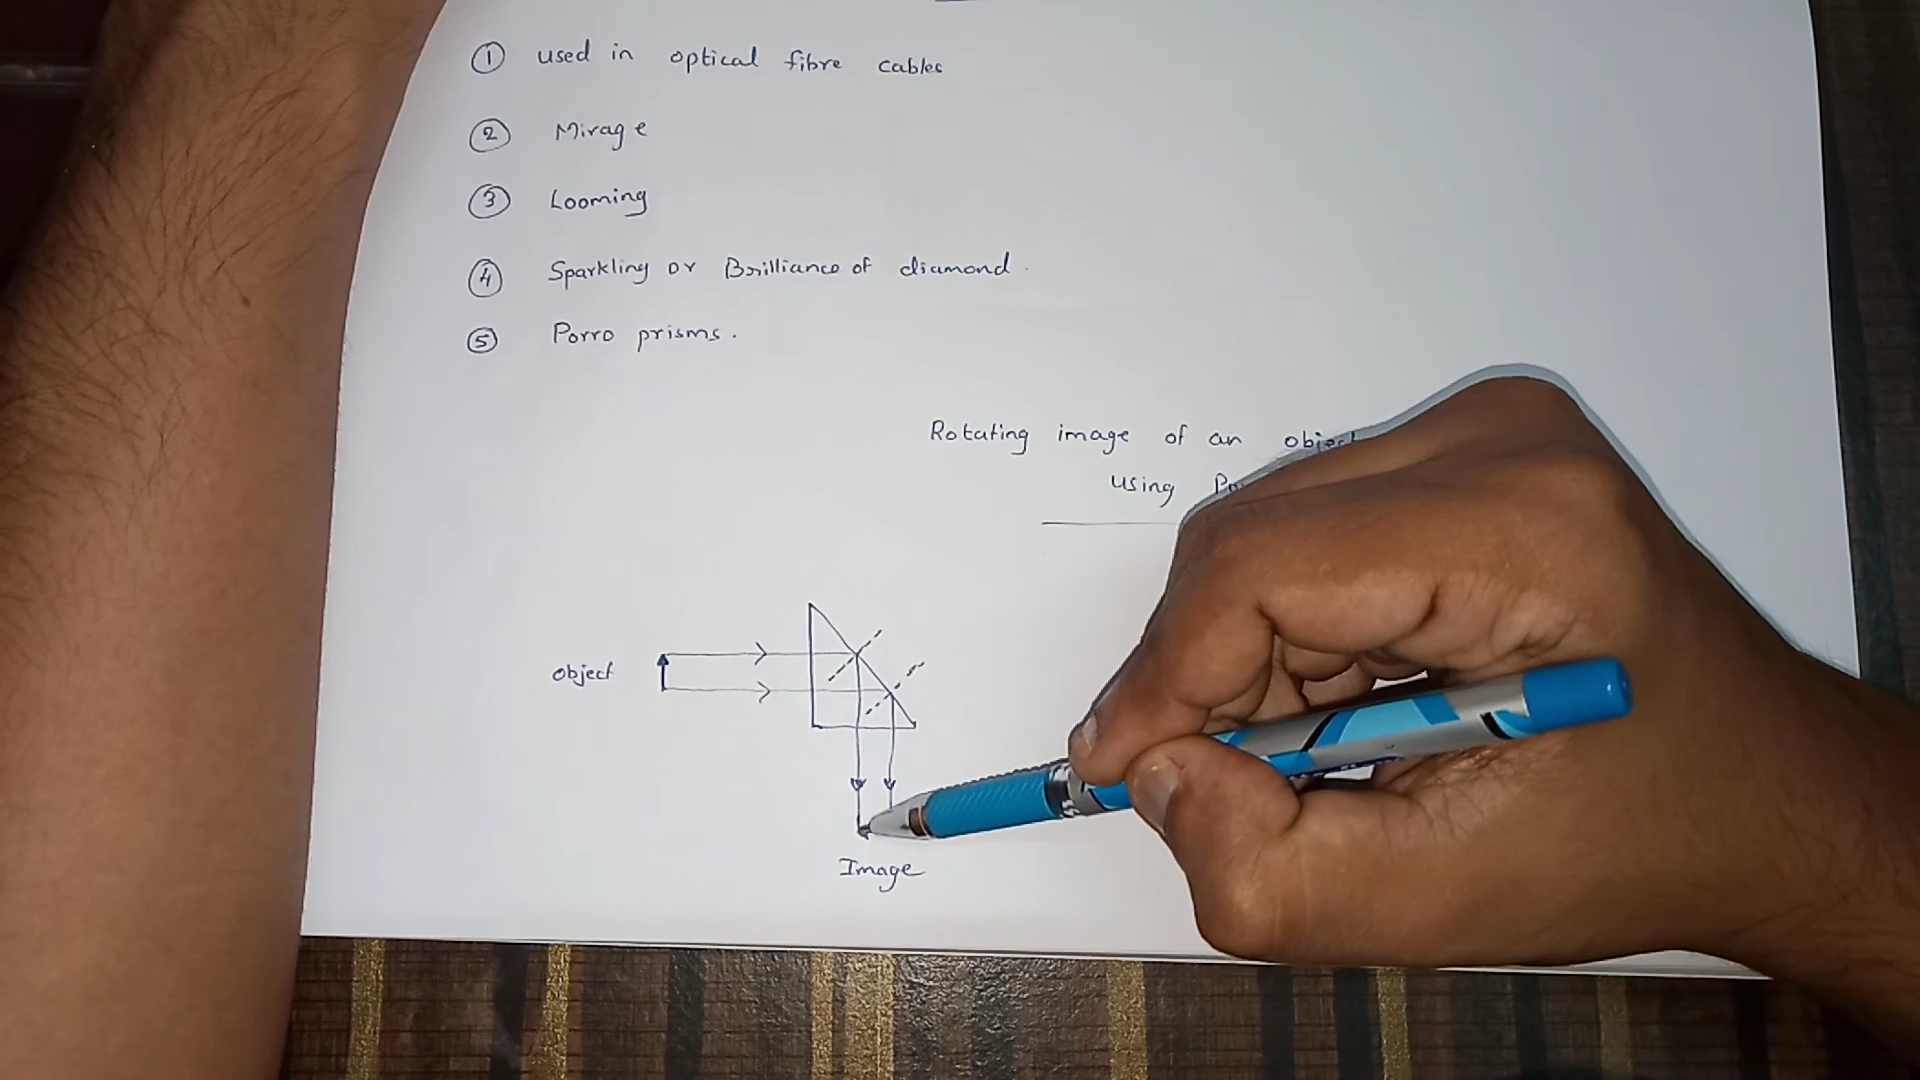 ① used in optical fibre cables
② Mirage
③ Looming
④ Sparkling or Brilliance of diamond.
⑤ Porro prisms.
Rotating image of an object
using
object
Image